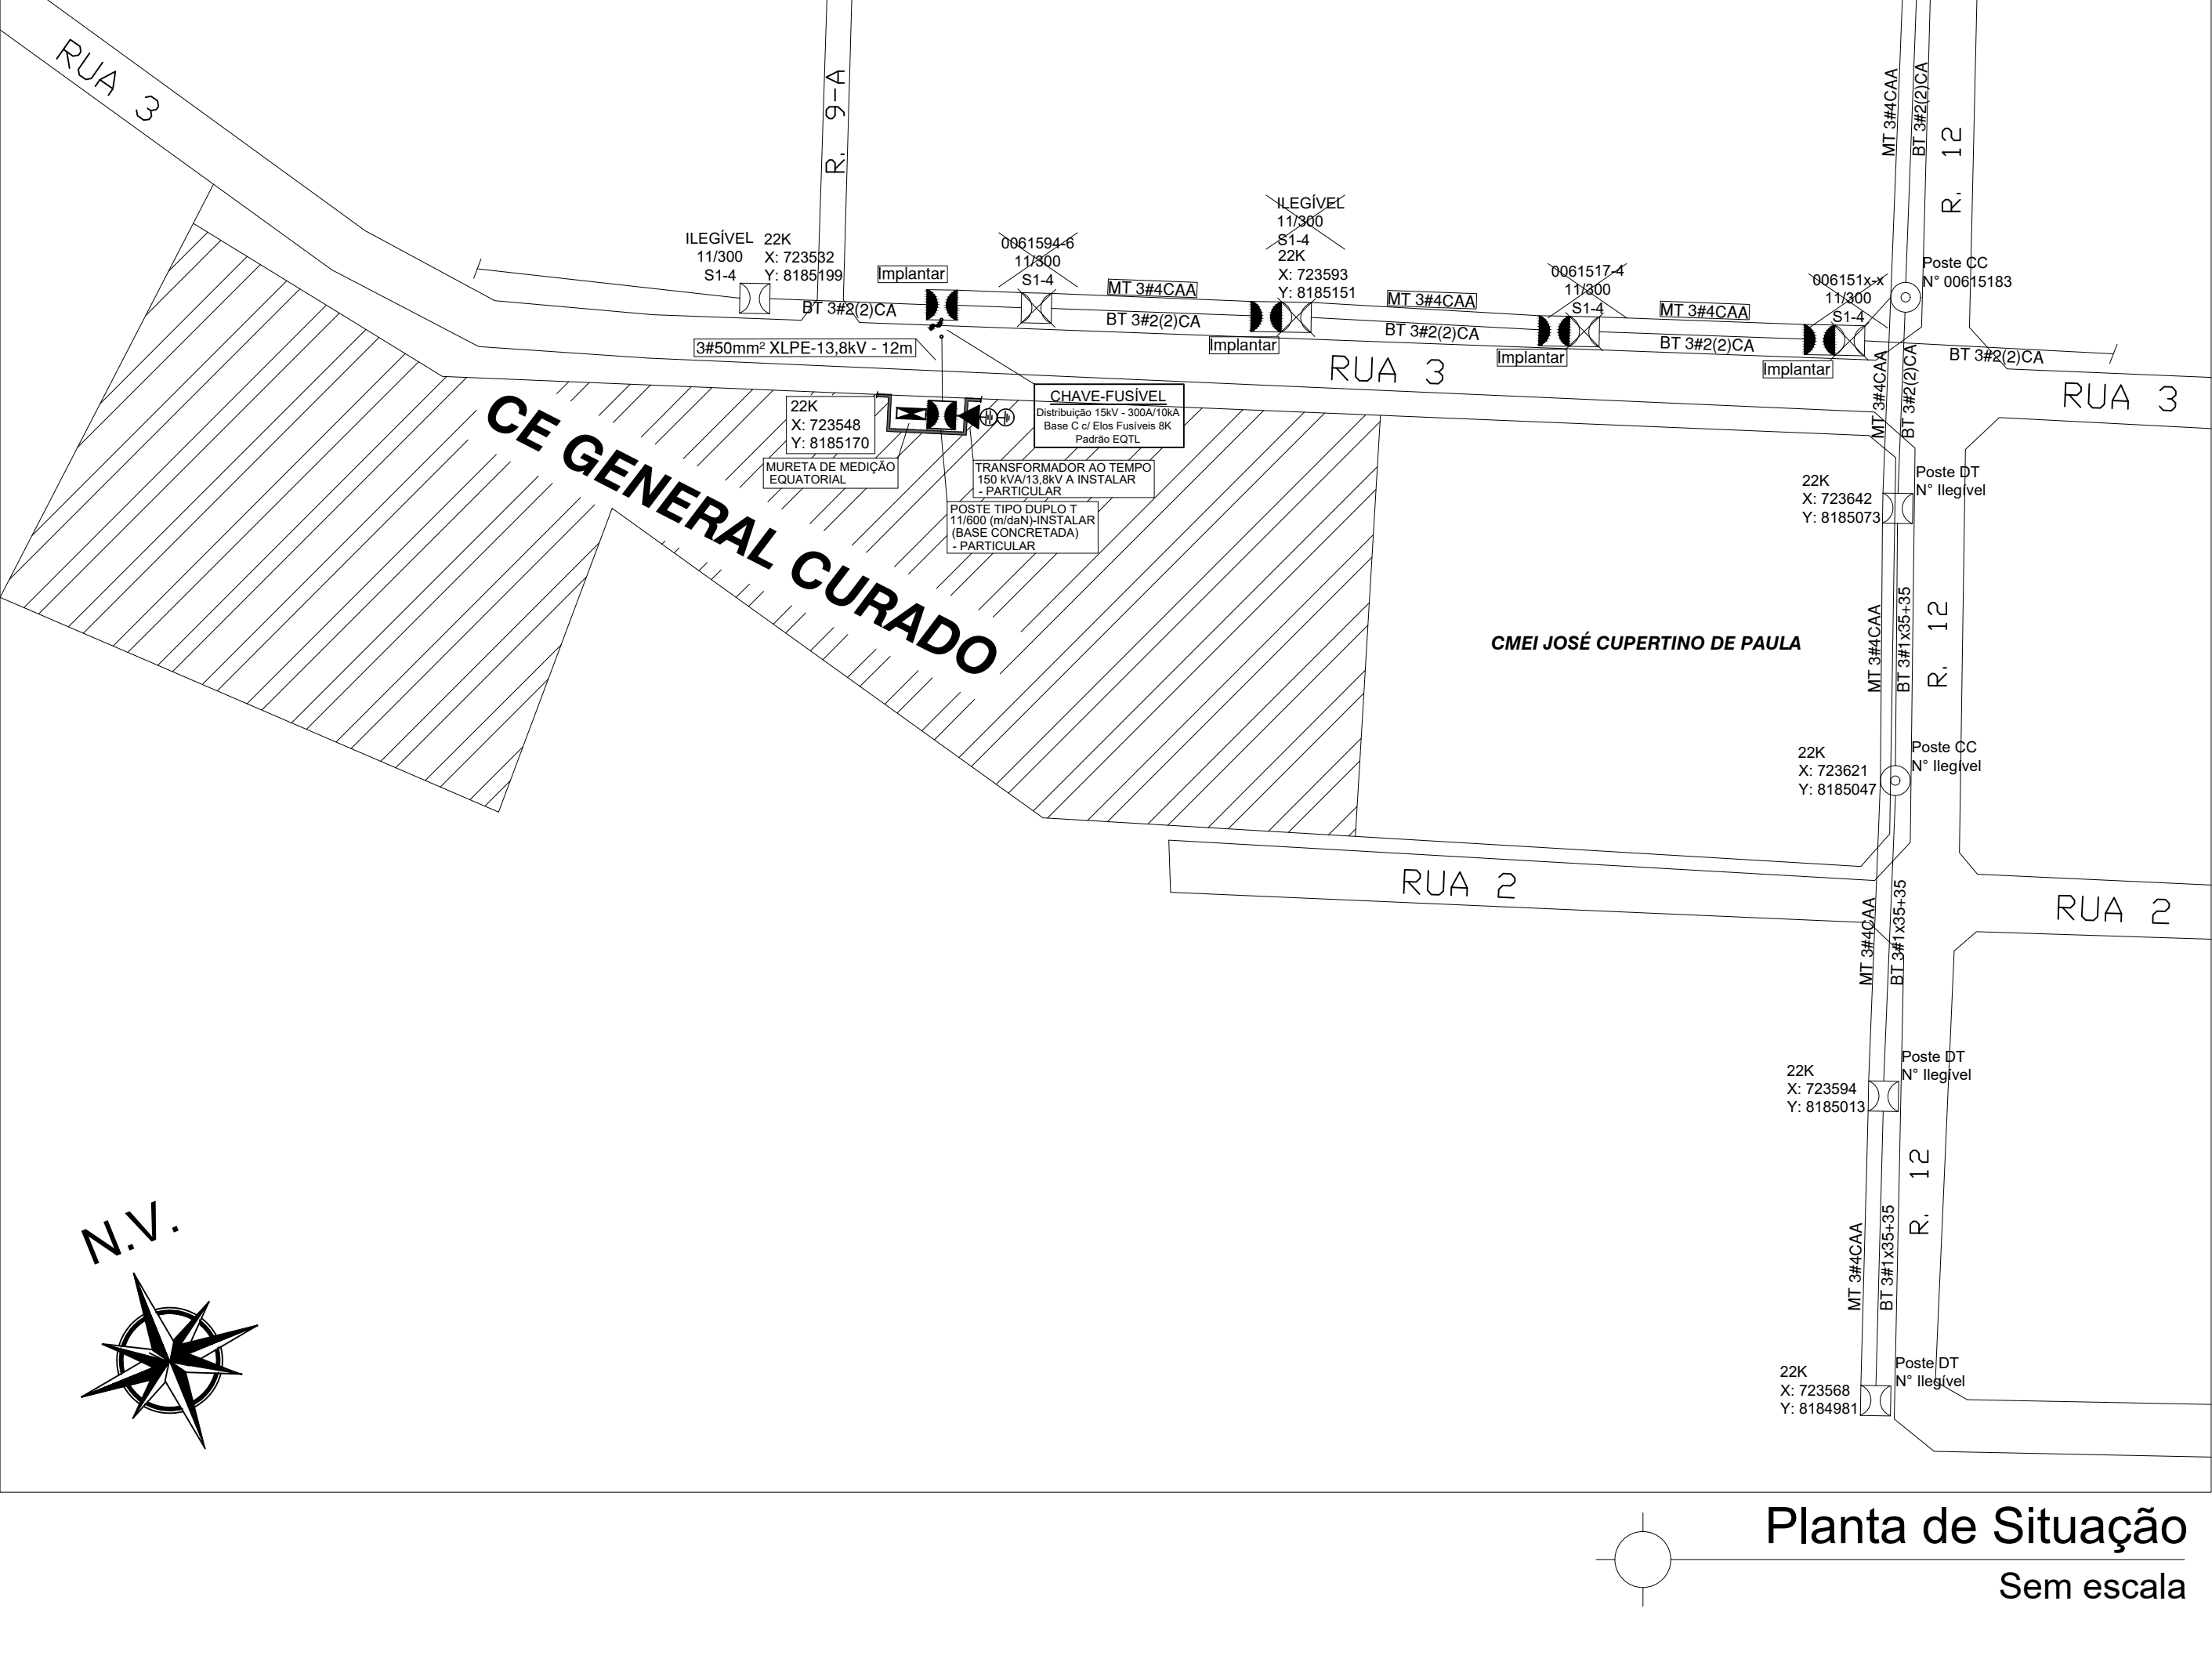 RUA 3
R. 9-A
MT 3#4CAA
BT 3#2(2)CA
R. 12
ILEGÍVEL
11/300
S1-4
22K
X: 723532
Y: 8185199
Implantar
0061594-6
11/300
S1-4
ILEGÍVEL
11/300
S1-4
22K
X: 723593
Y: 8185151
0061517-4
11/300
S1-4
006151x-x
11/300
S1-4
Poste CC
N° 00615183
BT 3#2(2)CA
MT 3#4CAA
BT 3#2(2)CA
Implantar
MT 3#4CAA
BT 3#2(2)CA
Implantar
MT 3#4CAA
BT 3#2(2)CA
Implantar
BT 3#2(2)CA
3#50mm² XLPE-13,8kV - 12m
RUA 3
RUA 3
MT 3#4CAA
BT 3#2(2)CA
CHAVE-FUSÍVEL
Distribuição 15kV - 300A/10kA
Base C c/ Elos Fusíveis 8K
Padrão EQTL
22K
X: 723548
Y: 8185170
MURETA DE MEDIÇÃO
EQUATORIAL
TRANSFORMADOR AO TEMPO
150 kVA/13,8kV A INSTALAR
- PARTICULAR
POSTE TIPO DUPLO T
11/600 (m/daN)-INSTALAR
(BASE CONCRETADA)
- PARTICULAR
CE GENERAL CURADO
22K
X: 723642
Y: 8185073
Poste DT
N° Ilegível
CMEI JOSÉ CUPERTINO DE PAULA
MT 3#4CAA
BT 3#1x35+35
R. 12
22K
X: 723621
Y: 8185047
Poste CC
N° Ilegível
RUA 2
RUA 2
MT 3#4CAA
BT 3#1x35+35
22K
X: 723594
Y: 8185013
Poste DT
N° Ilegível
R. 12
MT 3#4CAA
BT 3#1x35+35
22K
X: 723568
Y: 8184981
Poste DT
N° Ilegível
N.V.
Planta de Situação
Sem escala